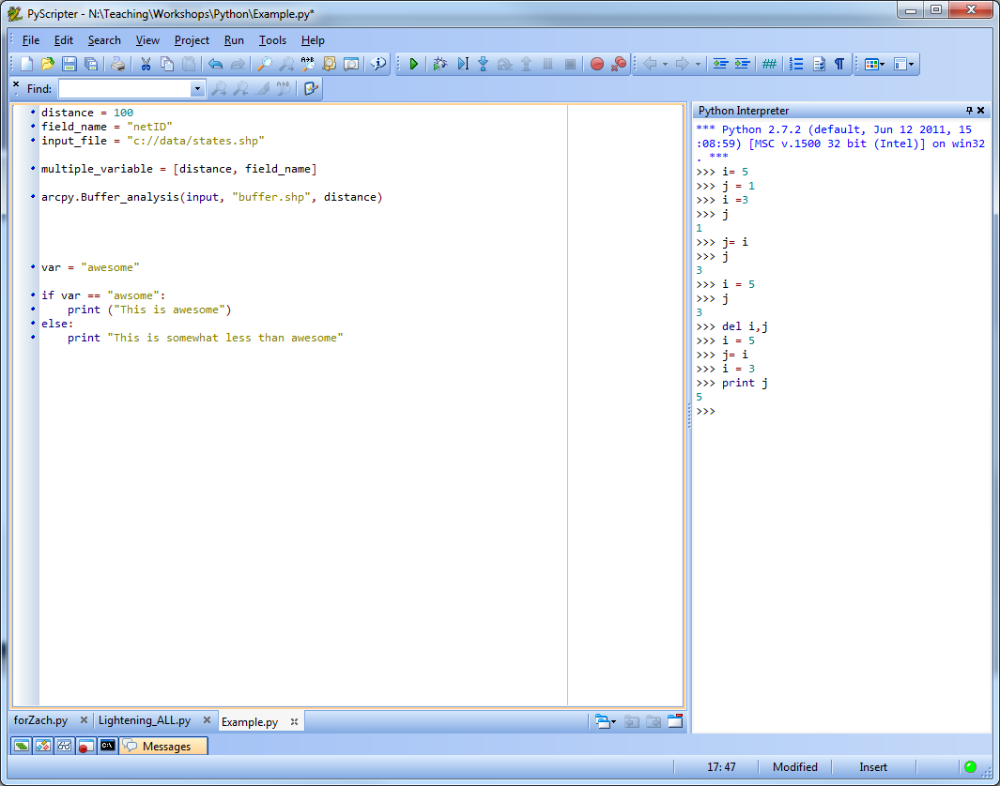 PyScripter - N:\Teaching\Workshops\Python\Example.py*
File Edit Search View Project Run Tools Help
Find:
distance = 100
field_name = "netID"
input_file = "c://data/states.shp"
multiple_variable = [distance, field_name]
arcpy.Buffer_analysis(input, "buffer.shp", distance)
var = "awesome"
if var == "awsome":
    print ("This is awesome")
else:
    print "This is somewhat less than awesome"
Python Interpreter
*** Python 2.7.2 (default, Jun 12 2011, 15
:08:59) [MSC v.1500 32 bit (Intel)] on win32
. ***
>>> i= 5
>>> j = 1
>>> i =3
>>> j
1
>>> j= i
>>> j
3
>>> i = 5
>>> j
3
>>> del i,j
>>> i = 5
>>> j= i
>>> i = 3
>>> print j
5
>>>
forZach.py Lightening_ALL.py Example.py
Messages
17: 47 Modified Insert